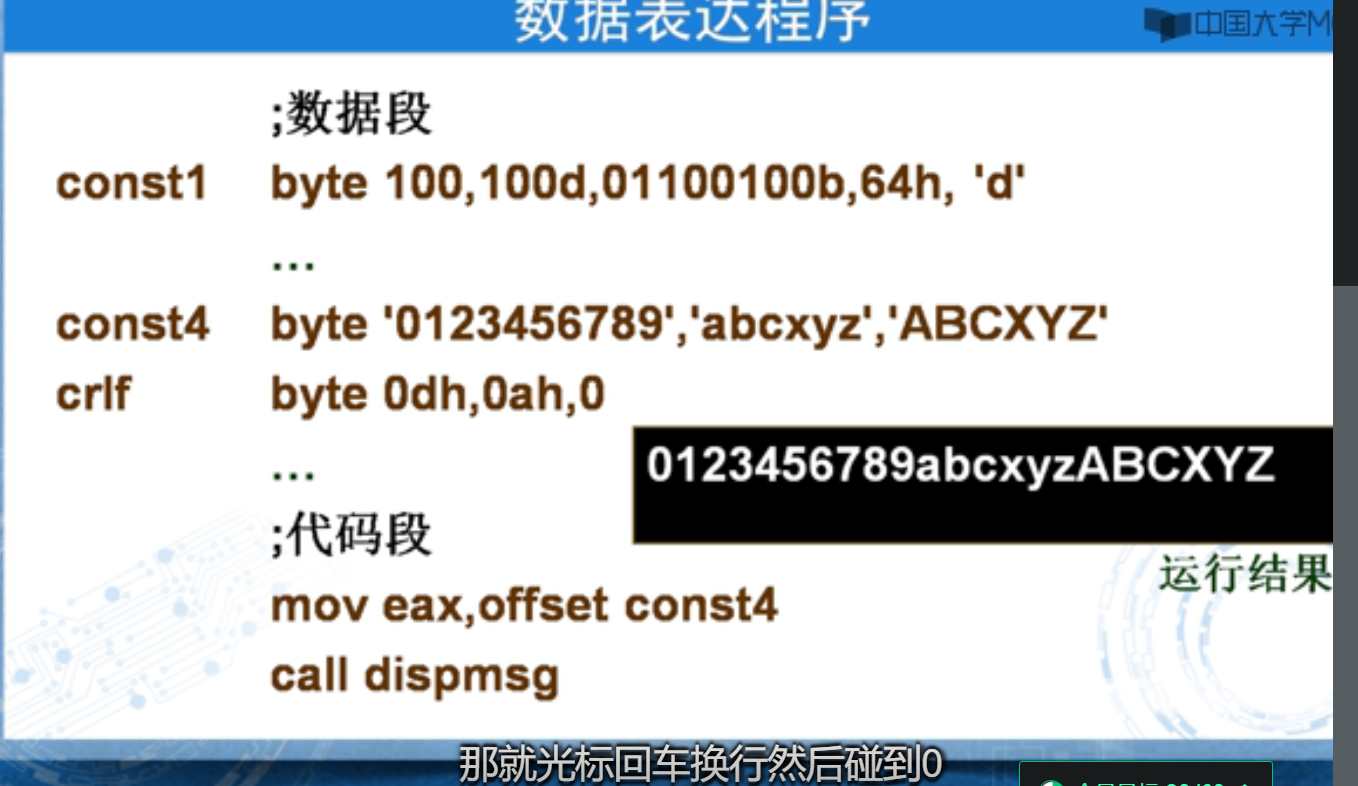 数据表达程序
中国大学M
;数据段
const1 byte 100,100d,01100100b,64h, 'd'
...
const4 byte '0123456789','abcxyz','ABCXYZ'
crlf byte 0dh,0ah,0
...
0123456789abcxyzABCXYZ
;代码段
运行结果
mov eax,offset const4
call dispmsg
那就光标回车换行然后碰到0